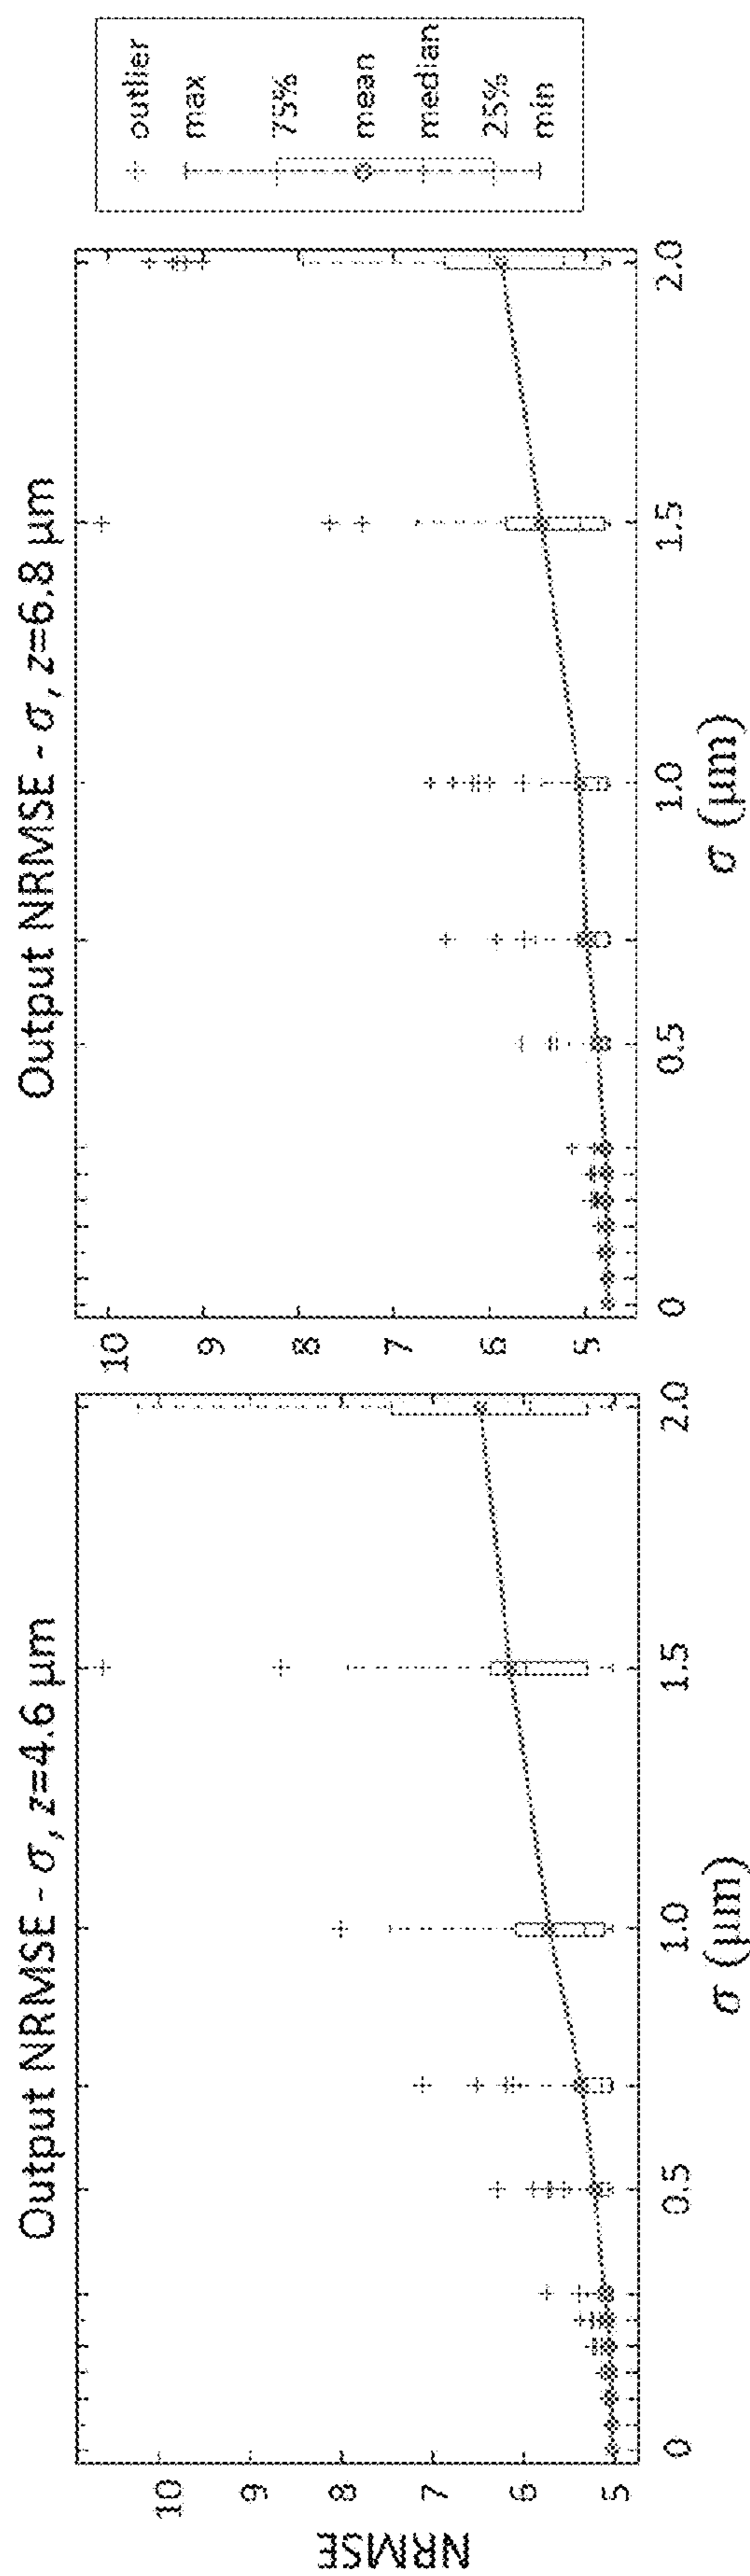 Output NRMSE - σ, z=4.6 μm
NRMSE
10
9
8
7
6
5
0
0.5
1.0
1.5
2.0
σ (μm)
Output NRMSE - σ, z=6.8 μm
10
9
8
7
6
5
0
0.5
1.0
1.5
2.0
σ (μm)
outlier
max
75%
mean
median
25%
min